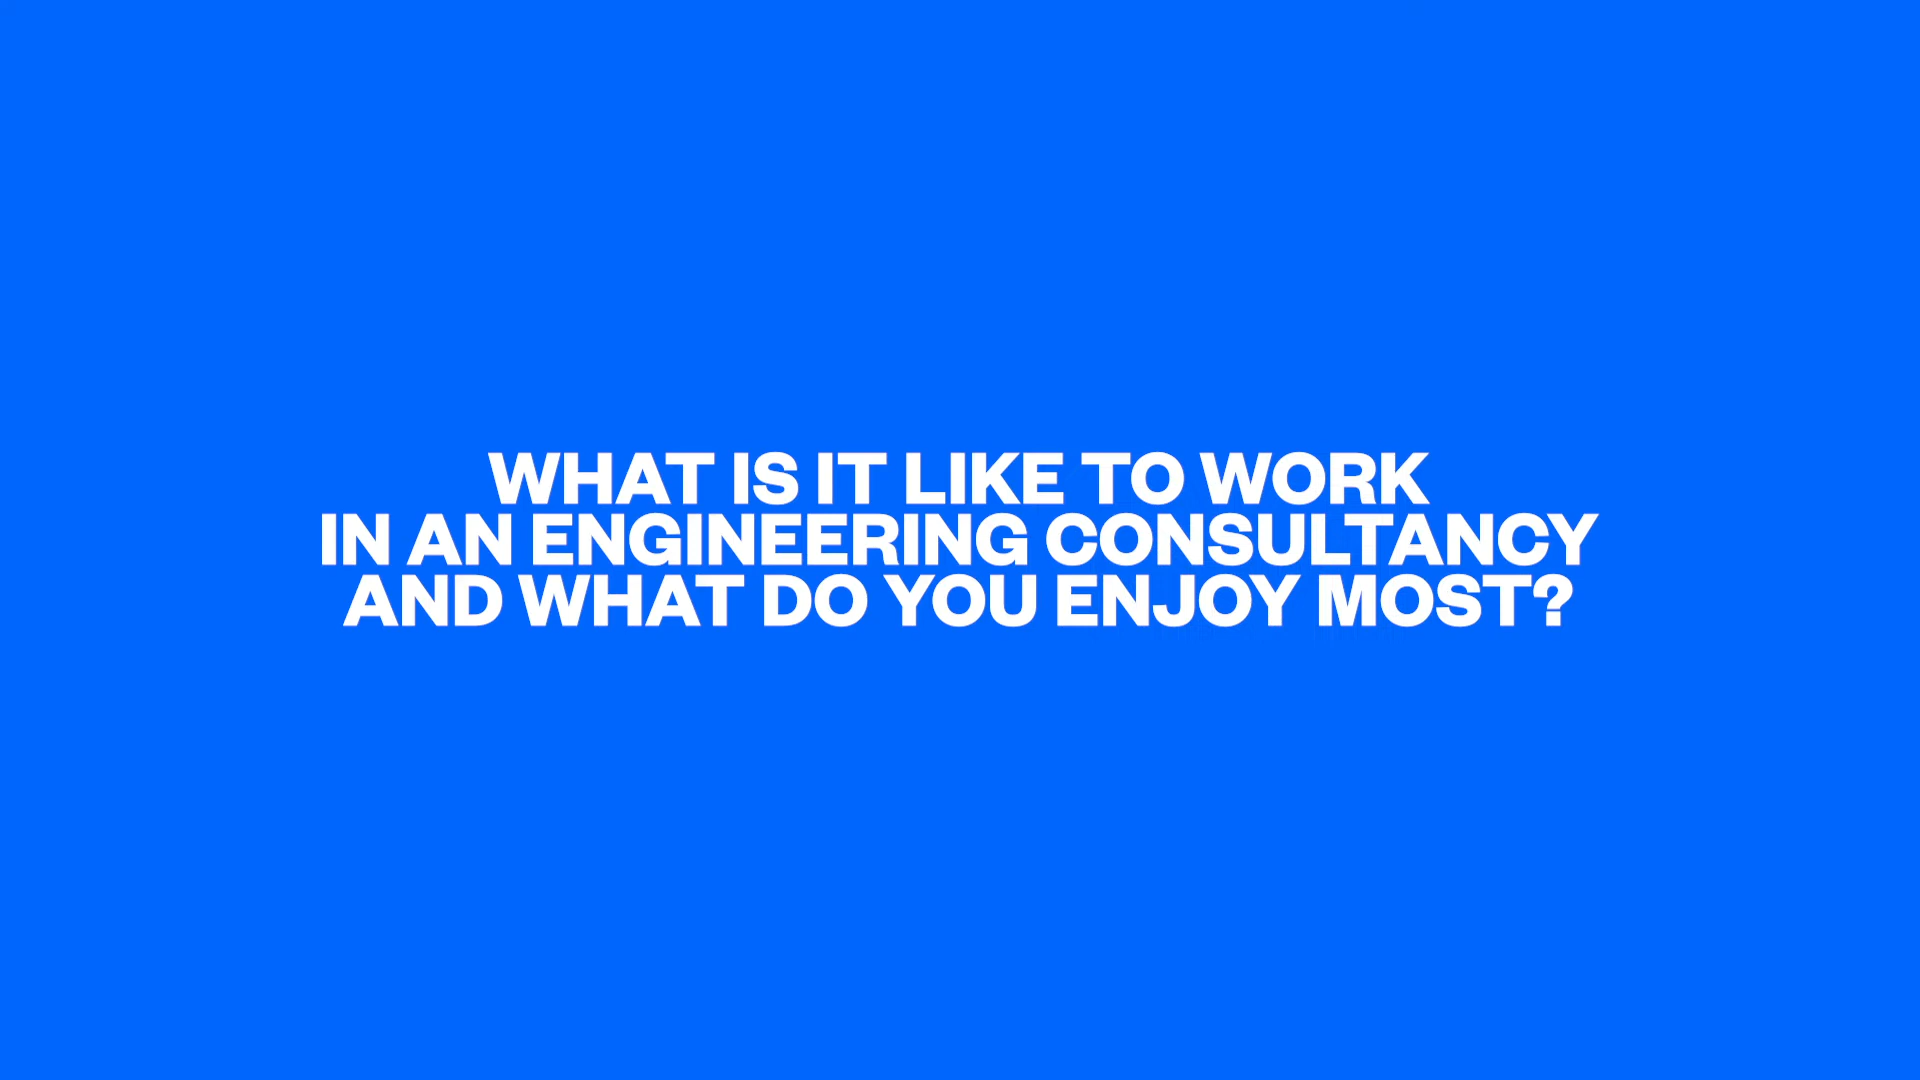 WHAT IS IT LIKE TO WORK
IN AN ENGINEERING CONSULTANCY
AND WHAT DO YOU ENJOY MOST?